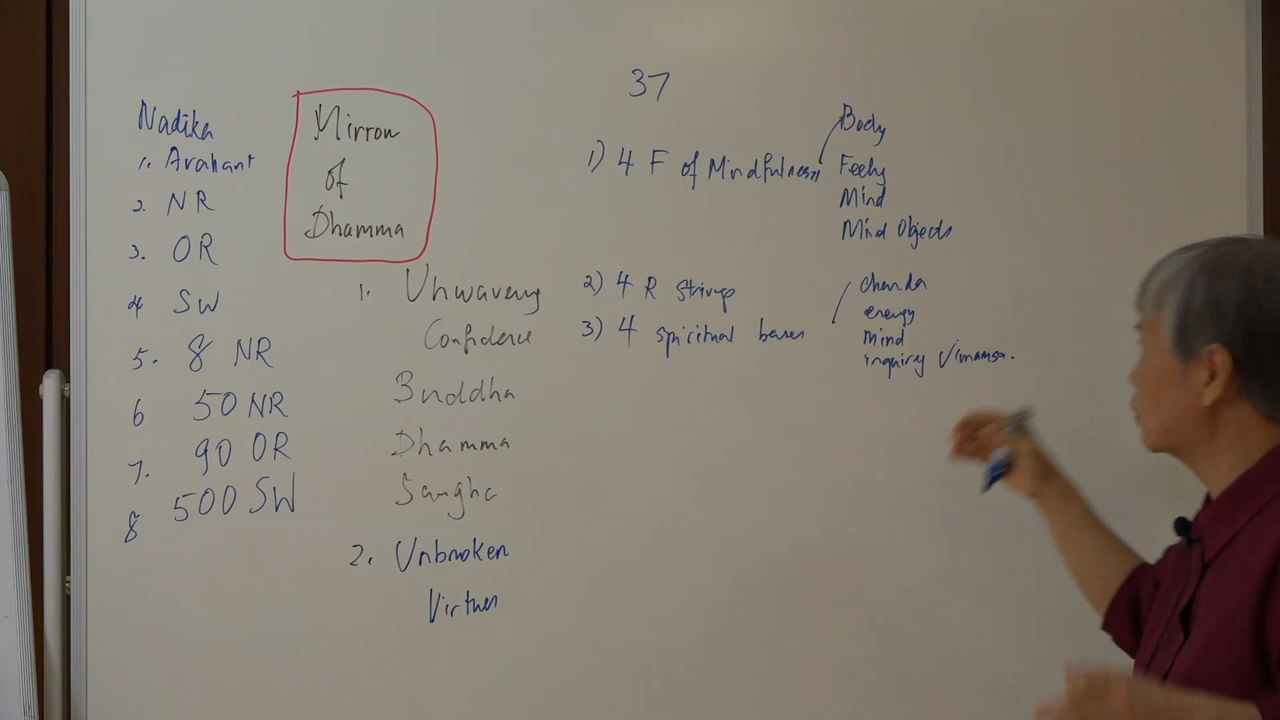 Nadika
1. Arahant
2. NR
3. OR
4 SW
5. 8 NR
6 50 NR
7. 90 OR
8 500 SW
Mirror
of
Dhamma
1. Unwavering
Confidence
Buddha
Dhamma
Sangha
2. Unbroken
Virtues
37
1) 4 F of Mindfulness
Body
Feely
Mind
Mind Objects
2) 4 R Strivgs
3) 4 spiritual bases
Chanda
energy
mind
inquiry Vimamsa.